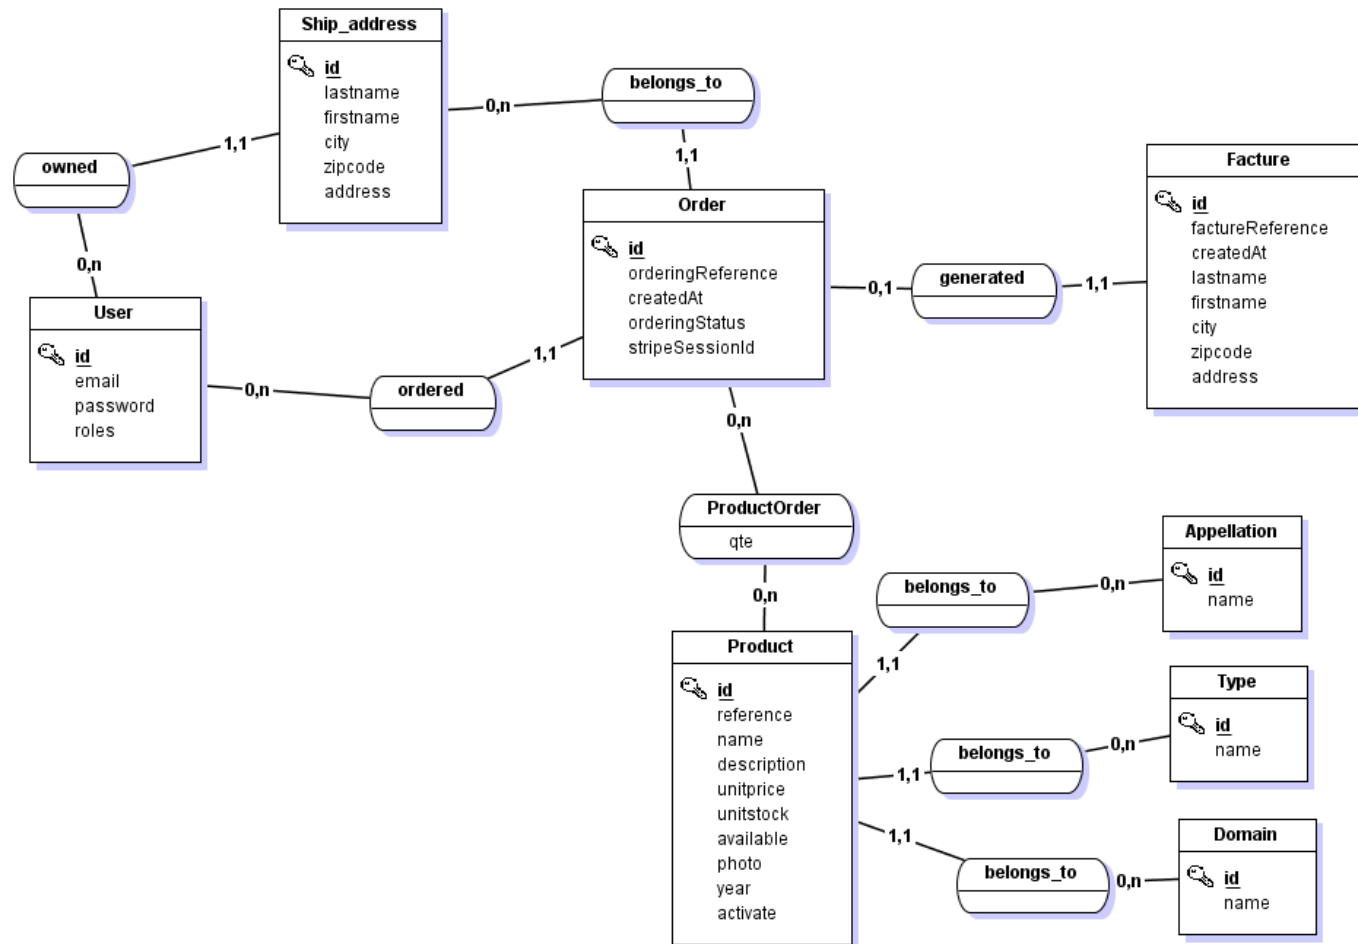 Ship_address
id
lastname
firstname
city
zipcode
address
belongs_to
0,n
1,1
owned
1,1
0,n
User
id
email
password
roles
0,n
ordered
1,1
Order
id
orderingReference
createdAt
orderingStatus
stripeSessionId
0,1
generated
1,1
Facture
id
factureReference
createdAt
lastname
firstname
city
zipcode
address
0,n
ProductOrder
qte
0,n
Product
id
reference
name
description
unitprice
unitstock
available
photo
year
activate
1,1
belongs_to
0,n
Appellation
id
name
1,1
belongs_to
0,n
Type
id
name
1,1
belongs_to
0,n
Domain
id
name